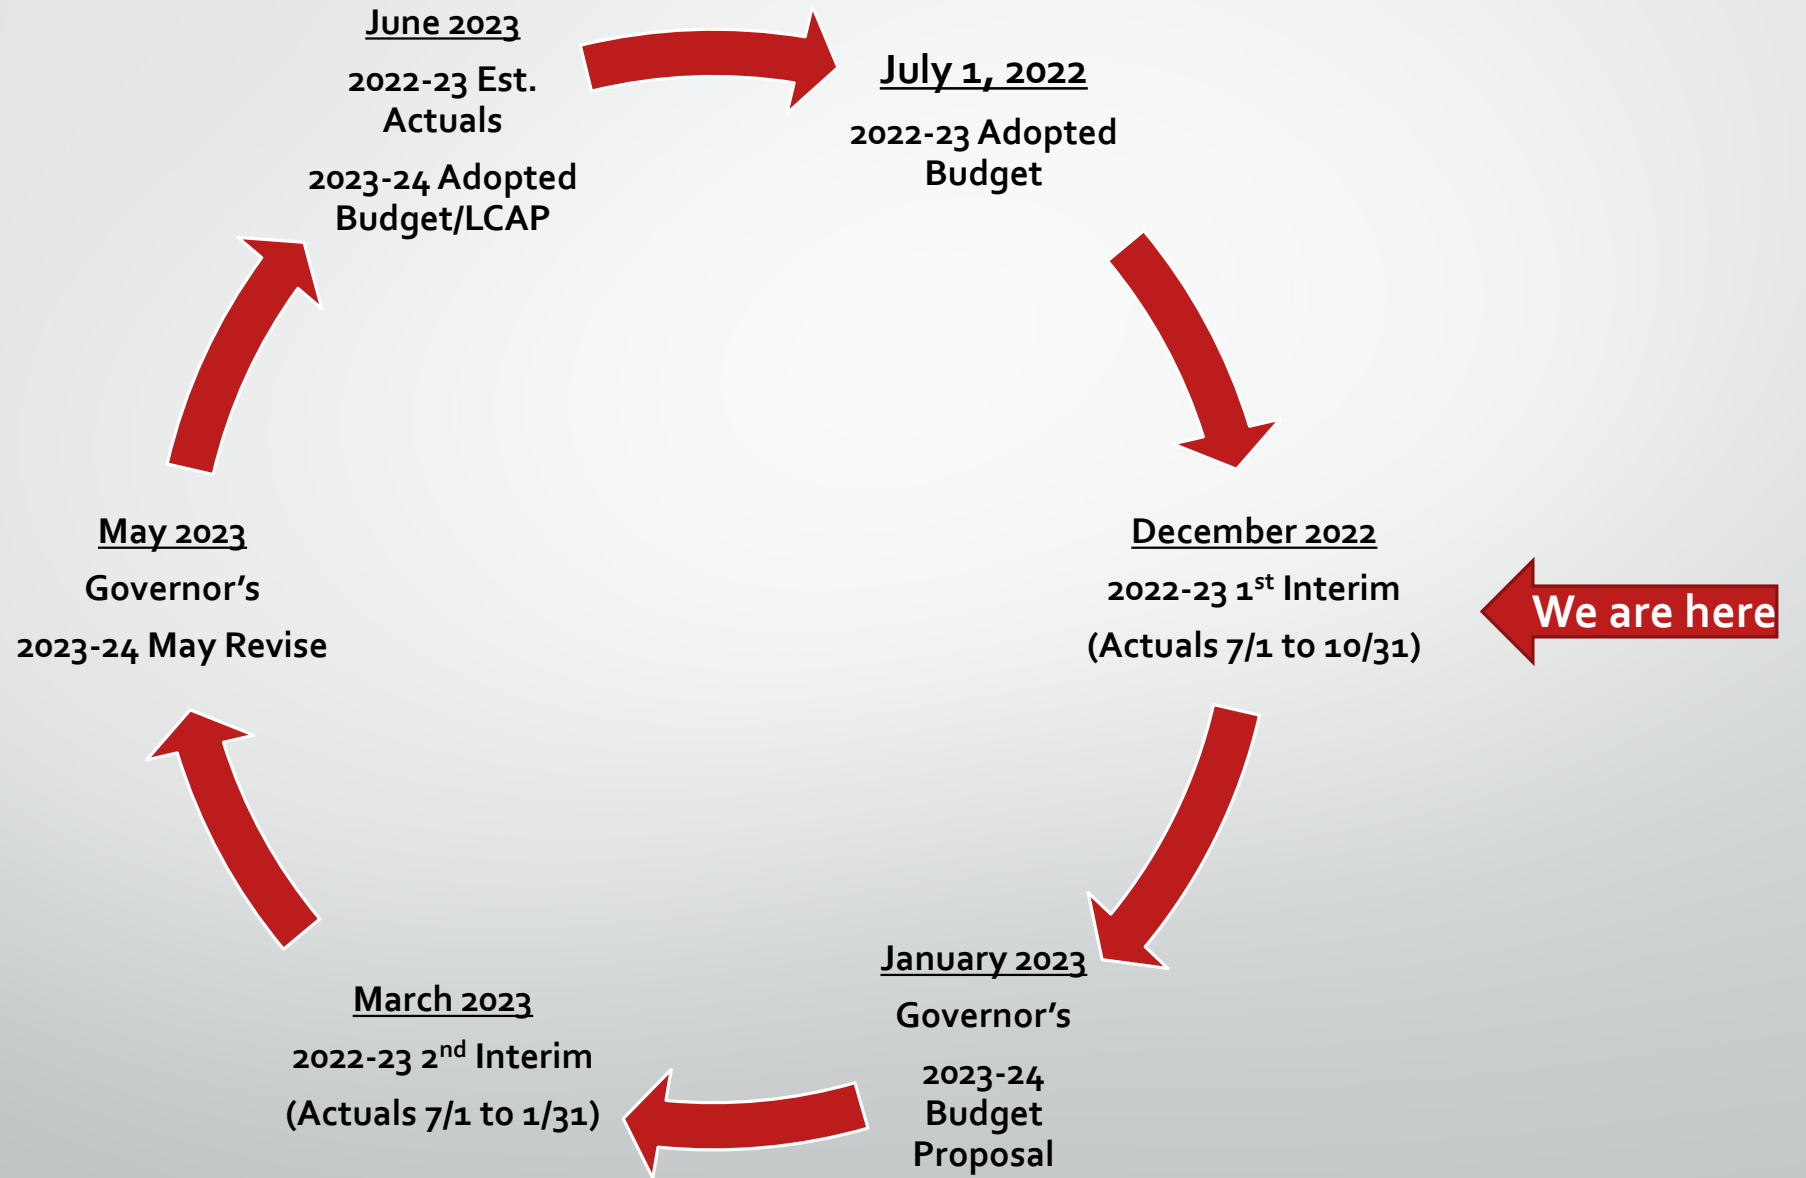 June 2023
2022-23 Est.
Actuals
2023-24 Adopted
Budget/LCAP
July 1, 2022
2022-23 Adopted
Budget
December 2022
2022-23 1st Interim
(Actuals 7/1 to 10/31)
We are here
January 2023
Governor’s
2023-24
Budget
Proposal
March 2023
2022-23 2nd Interim
(Actuals 7/1 to 1/31)
May 2023
Governor’s
2023-24 May Revise